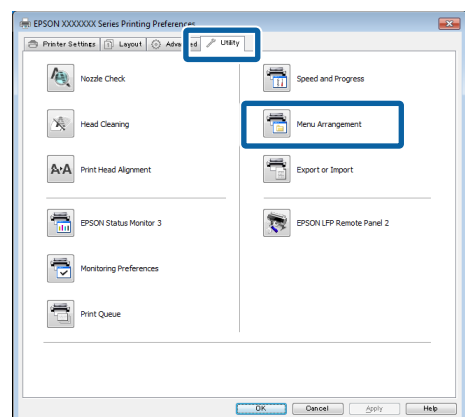 EPSON XXXXXXX Series Printing Preferences
Printer Settings Layout Utility
Nozzle Check
Speed and Progress
Head Cleaning
Menu Arrangement
A·A Print Head Alignment
Export or Import
EPSON Status Monitor 3
EPSON LFP Remote Panel 2
Monitoring Preferences
Print Queue
OK Cancel Apply Help